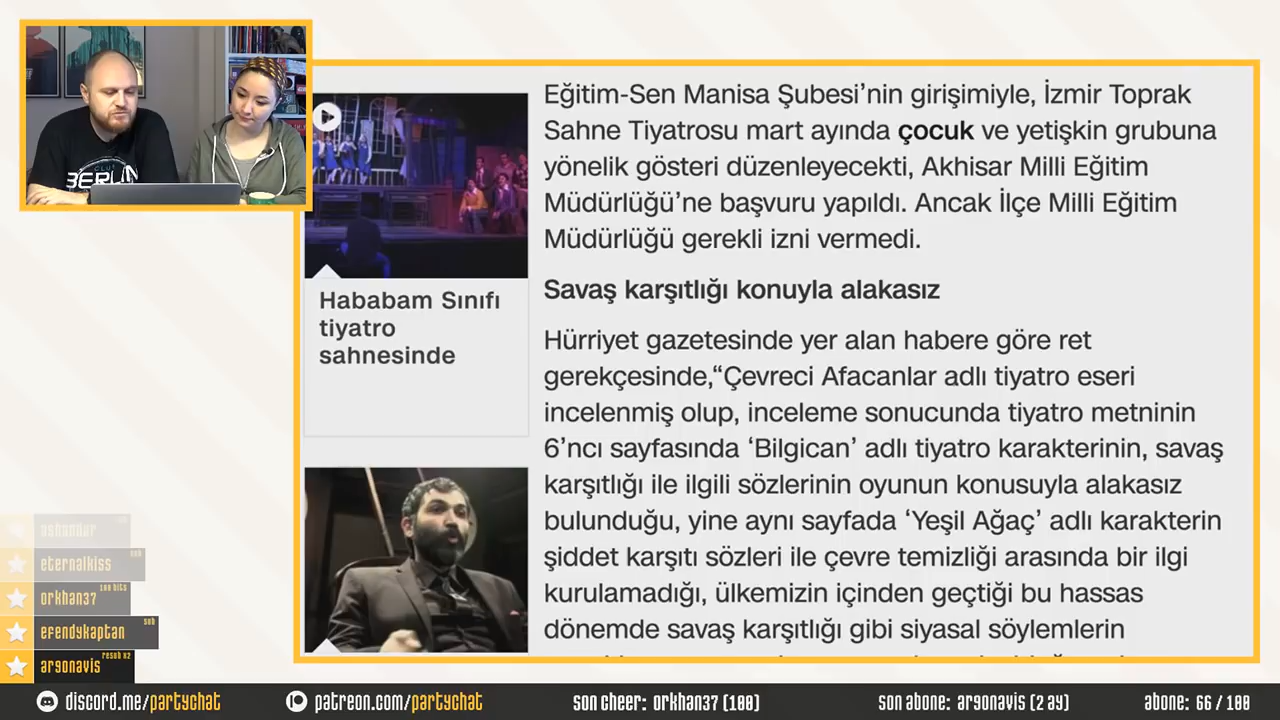 Eğitim-Sen Manisa Şubesi’nin girişimiyle, İzmir Toprak
Sahne Tiyatrosu mart ayında çocuk ve yetişkin grubuna
yönelik gösteri düzenleyecekti, Akhisar Milli Eğitim
Müdürlüğü’ne başvuru yapıldı. Ancak İlçe Milli Eğitim
Müdürlüğü gerekli izni vermedi.
Savaş karşıtlığı konuyla alakasız
Hürriyet gazetesinde yer alan habere göre ret
gerekçesinde,“Çevreci Afacanlar adlı tiyatro eseri
incelenmiş olup, inceleme sonucunda tiyatro metninin
6’ncı sayfasında ‘Bilgican’ adlı tiyatro karakterinin, savaş
karşıtlığı ile ilgili sözlerinin oyunun konusuyla alakasız
bulunduğu, yine aynı sayfada ‘Yeşil Ağaç’ adlı karakterin
şiddet karşıtı sözleri ile çevre temizliği arasında bir ilgi
kurulamadığı, ülkemizin içinden geçtiği bu hassas
dönemde savaş karşıtlığı gibi siyasal söylemlerin
Hababam Sınıfı
tiyatro
sahnesinde
BERLIN
eternalkiss sub
orkhan37 100 bits
efendykaptan sub
argonavis resub x2
discord.me/partychat
patreon.com/partychat
son cheer: orkhan37 (100)
son abone: argonavis (2 ay)
abone: 66 / 100